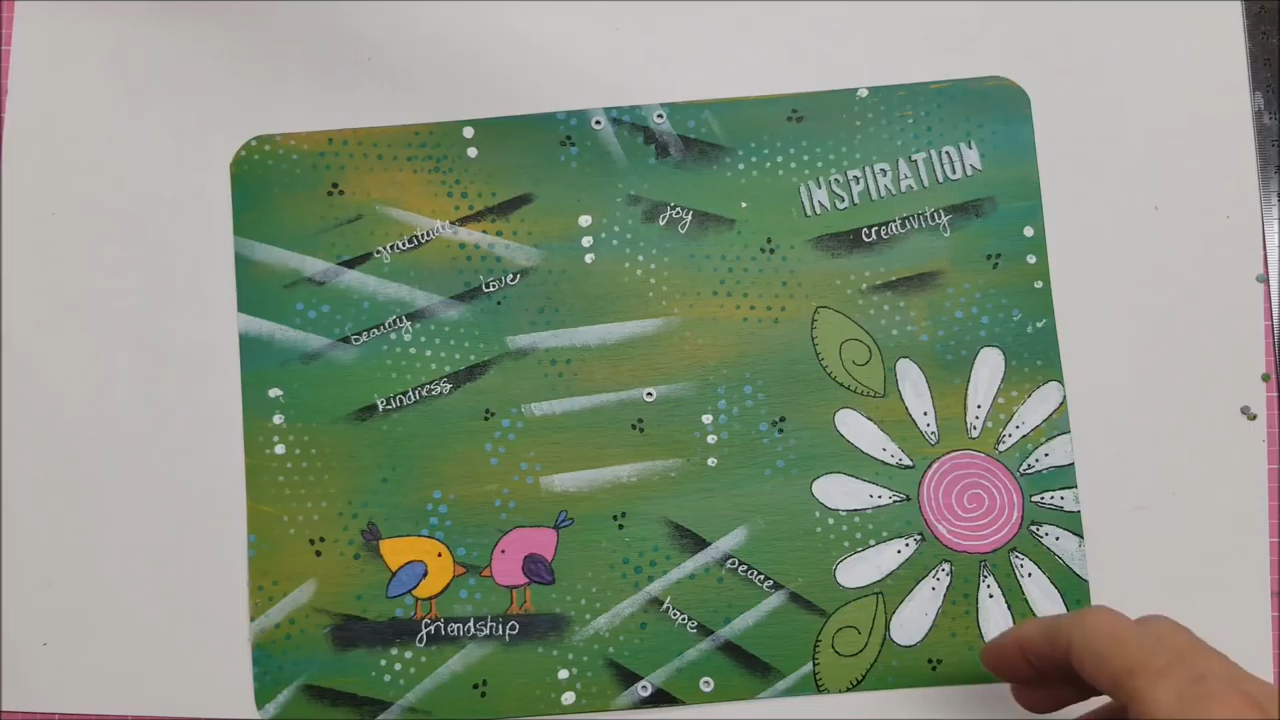 INSPIRATION
joy
creativity
gratitude
love
beauty
kindness
peace
hope
friendship